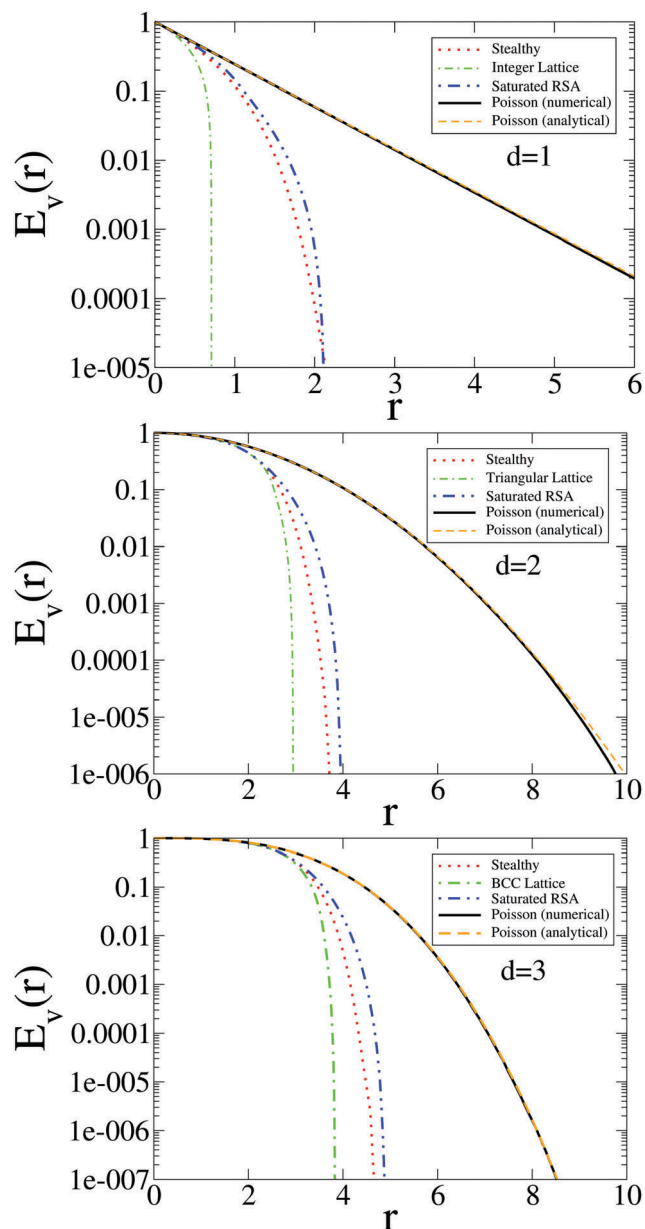 1
0.1
0.01
0.001
0.0001
1e-005
E_v(r)
Stealthy
Integer Lattice
Saturated RSA
Poisson (numerical)
Poisson (analytical)
d=1
0 1 2 3 4 5 6
r
1
0.1
0.01
0.001
0.0001
1e-005
1e-006
E_v(r)
Stealthy
Triangular Lattice
Saturated RSA
Poisson (numerical)
Poisson (analytical)
d=2
0 2 4 6 8 10
r
1
0.1
0.01
0.001
0.0001
1e-005
1e-006
1e-007
E_v(r)
Stealthy
BCC Lattice
Saturated RSA
Poisson (numerical)
Poisson (analytical)
d=3
0 2 4 6 8 10
r